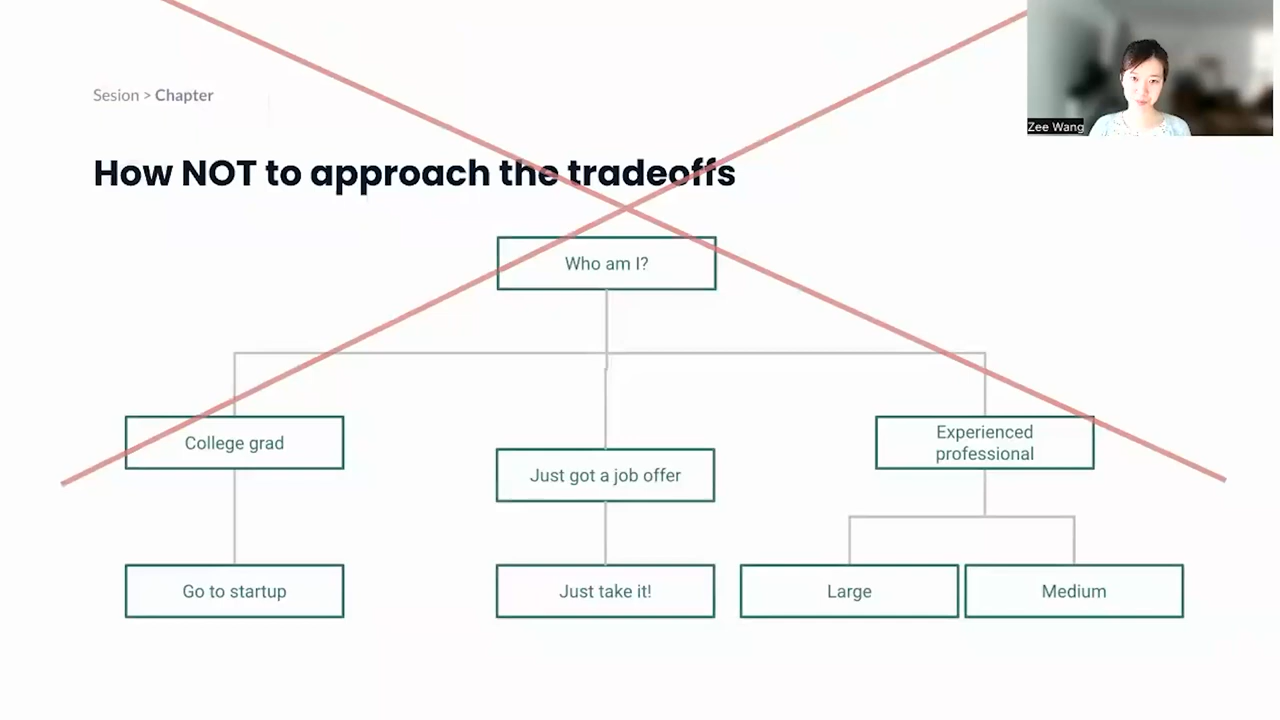 Sesion > Chapter
Zee Wang
How NOT to approach the tradeoffs
Who am I?
College grad
Just got a job offer
Experienced
professional
Go to startup
Just take it!
Large
Medium